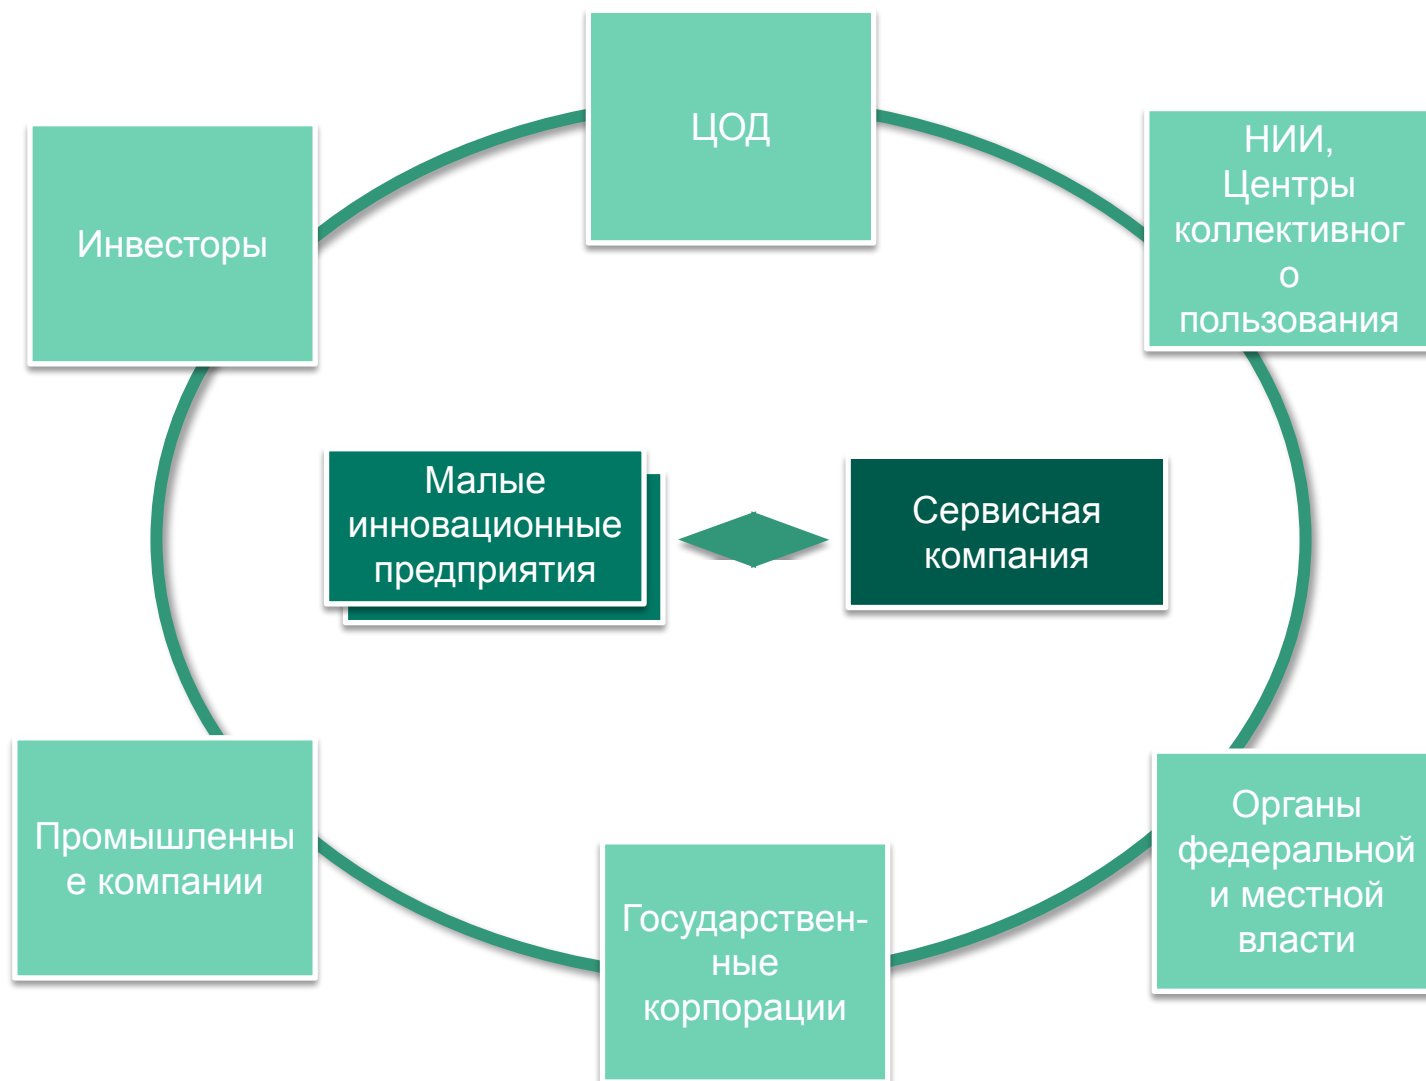 ЦОД
НИИ,
Центры
коллективног
о
пользования
Инвесторы
Малые
инновационные
предприятия
Сервисная
компания
Промышленны
е компании
Государствен-
ные
корпорации
Органы
федеральной
и местной
власти